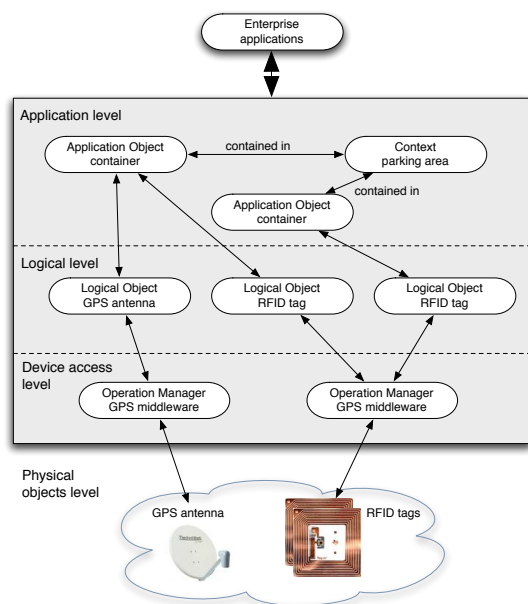 Enterprise
applications
Application level
Application Object
container
contained in
Context
parking area
contained in
Application Object
container
Logical level
Logical Object
GPS antenna
Logical Object
RFID tag
Logical Object
RFID tag
Device access
level
Operation Manager
GPS middleware
Operation Manager
GPS middleware
Physical
objects level
GPS antenna
RFID tags